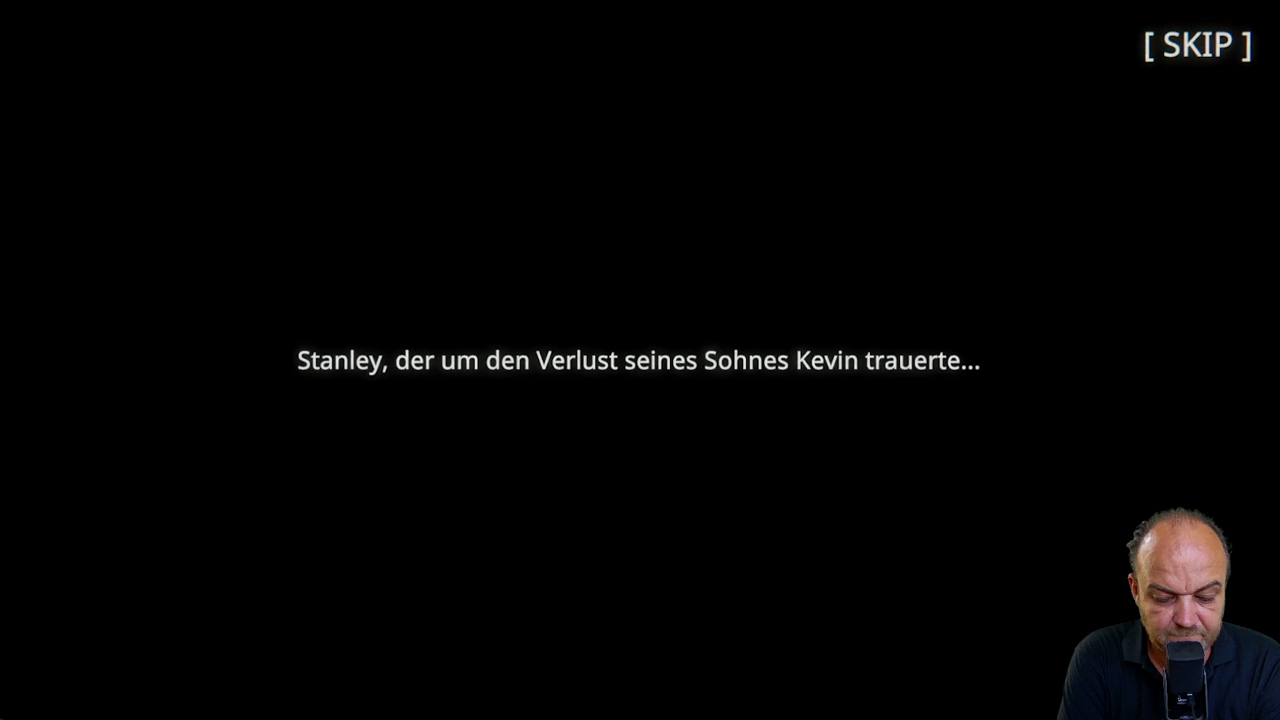 [ SKIP ]
Stanley, der um den Verlust seines Sohnes Kevin trauerte...